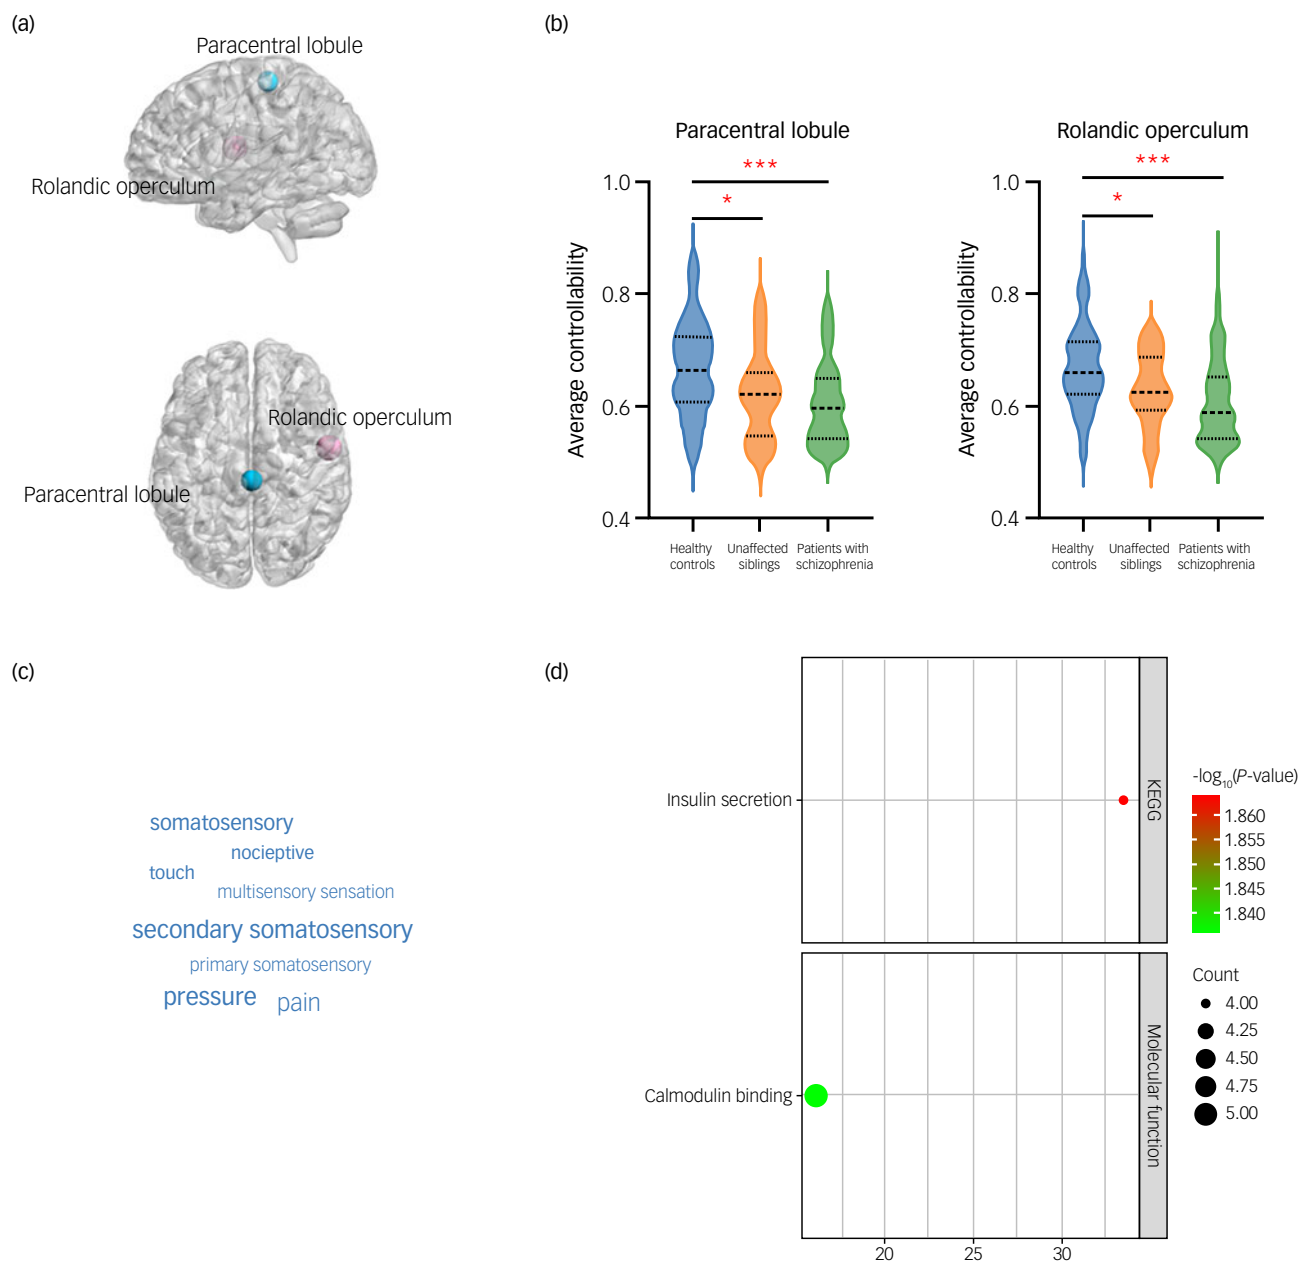 (a)
Paracentral lobule
Rolandic operculum
Rolandic operculum
Paracentral lobule
(b)
Paracentral lobule
***
*
1.0
0.8
0.6
0.4
Average controllability
Healthy controls
Unaffected siblings
Patients with schizophrenia
Rolandic operculum
***
*
1.0
0.8
0.6
0.4
Average controllability
Healthy controls
Unaffected siblings
Patients with schizophrenia
(c)
somatosensory
nocieptive
touch
multisensory sensation
secondary somatosensory
primary somatosensory
pressure pain
(d)
Insulin secretion
KEGG
Calmodulin binding
Molecular function
20 25 30
-log10(P-value)
1.860
1.855
1.850
1.845
1.840
Count
4.00
4.25
4.50
4.75
5.00